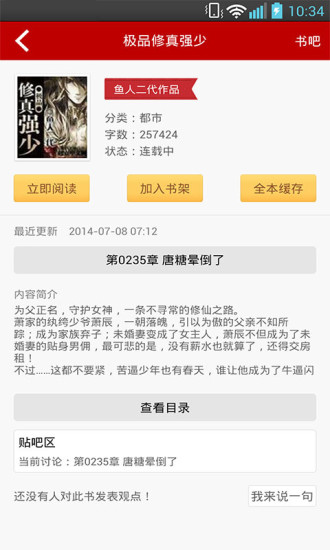 10:34
极品修真强少
书吧
修真强少
鱼人二代
鱼人二代作品
分类：都市
字数：257424
状态：连载中
立即阅读
加入书架
全本缓存
最近更新 2014-07-08 07:12
第0235章 唐糖晕倒了
内容简介
为父正名，守护女神，一条不寻常的修仙之路。
萧家的纨绔少爷萧辰，一朝落魄，引以为傲的父亲不知所
踪；成为家族弃子；未婚妻变成了女主人，萧辰不但成为了未
婚妻的贴身男佣，最可悲的是，没有薪水也就算了，还得交房
租！
不过……这都不要紧，苦逼少年也有春天，谁让他成为了牛逼闪
查看目录
贴吧区
当前讨论：第0235章 唐糖晕倒了
还没有人对此书发表观点！
我来说一句